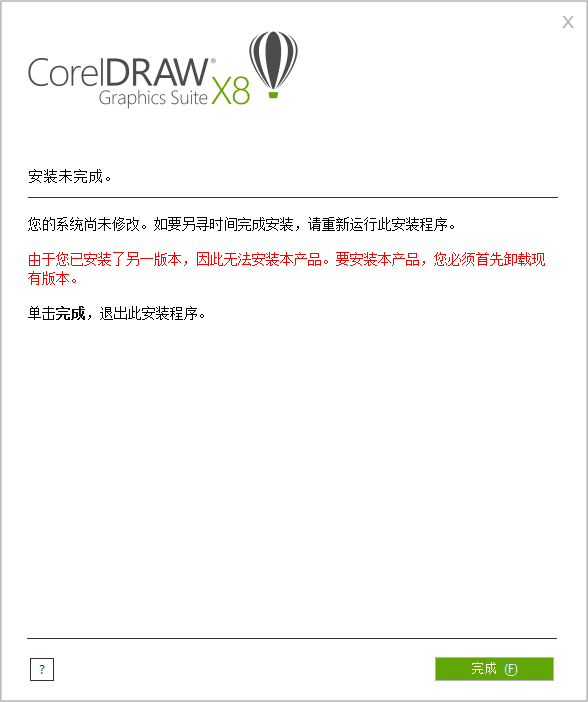 X
CorelDRAW®
Graphics Suite X8
安装未完成。
您的系统尚未修改。如要另寻时间完成安装，请重新运行此安装程序。
由于您已安装了另一版本，因此无法安装本产品。要安装本产品，您必须首先卸载现
有版本。
单击完成，退出此安装程序。
?
完成 (F)